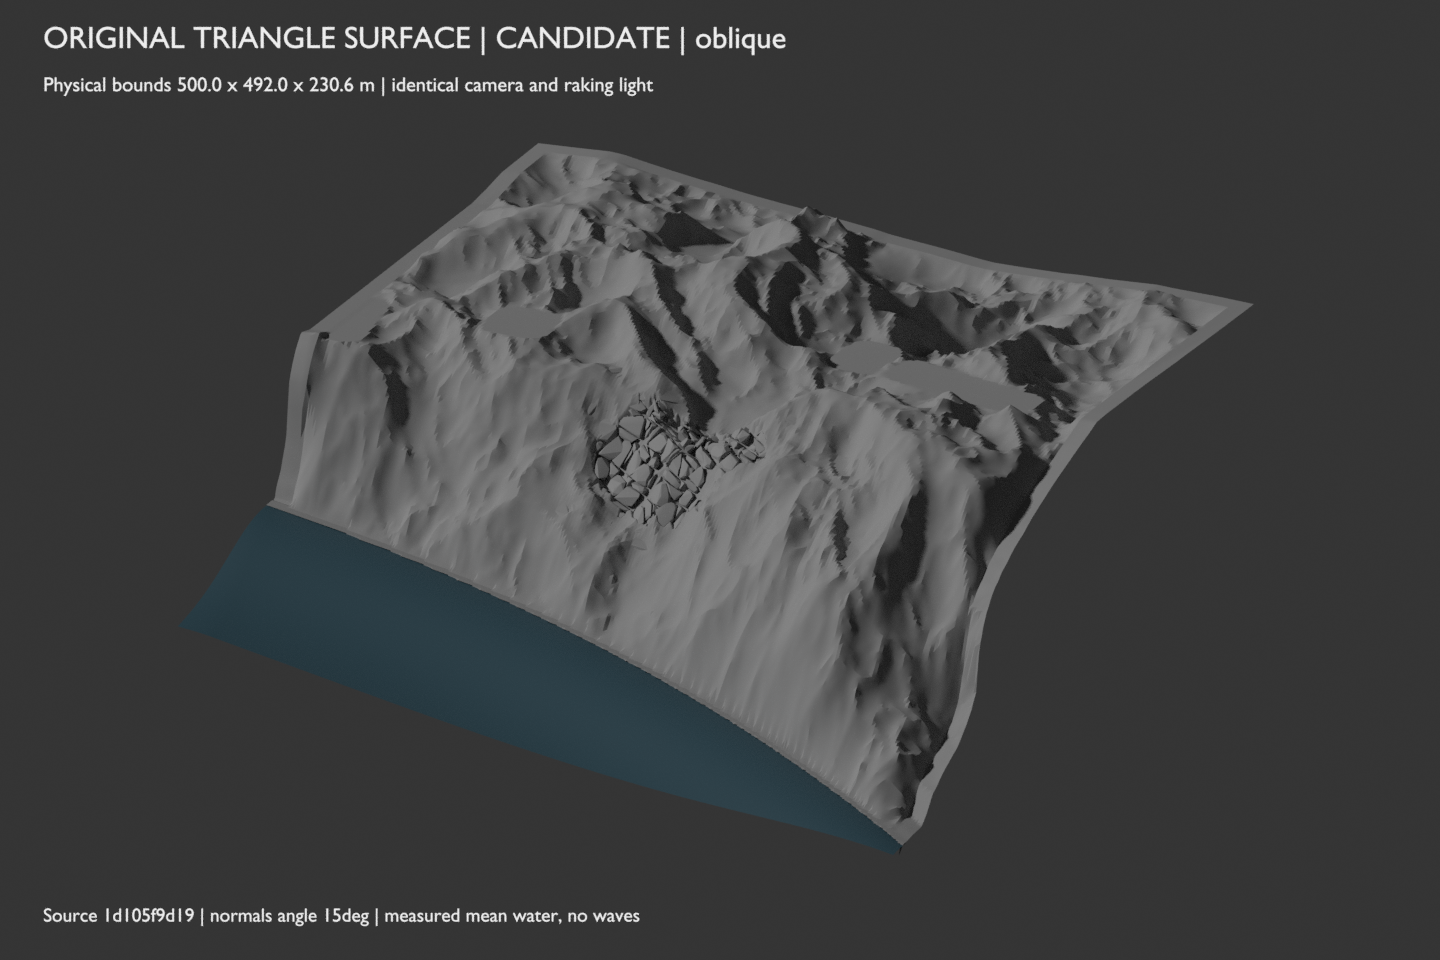 ORIGINAL TRIANGLE SURFACE | CANDIDATE | oblique
Physical bounds 500.0 x 492.0 x 230.6 m | identical camera and raking light
Source 1d105f9d19 | normals angle 15deg | measured mean water, no waves